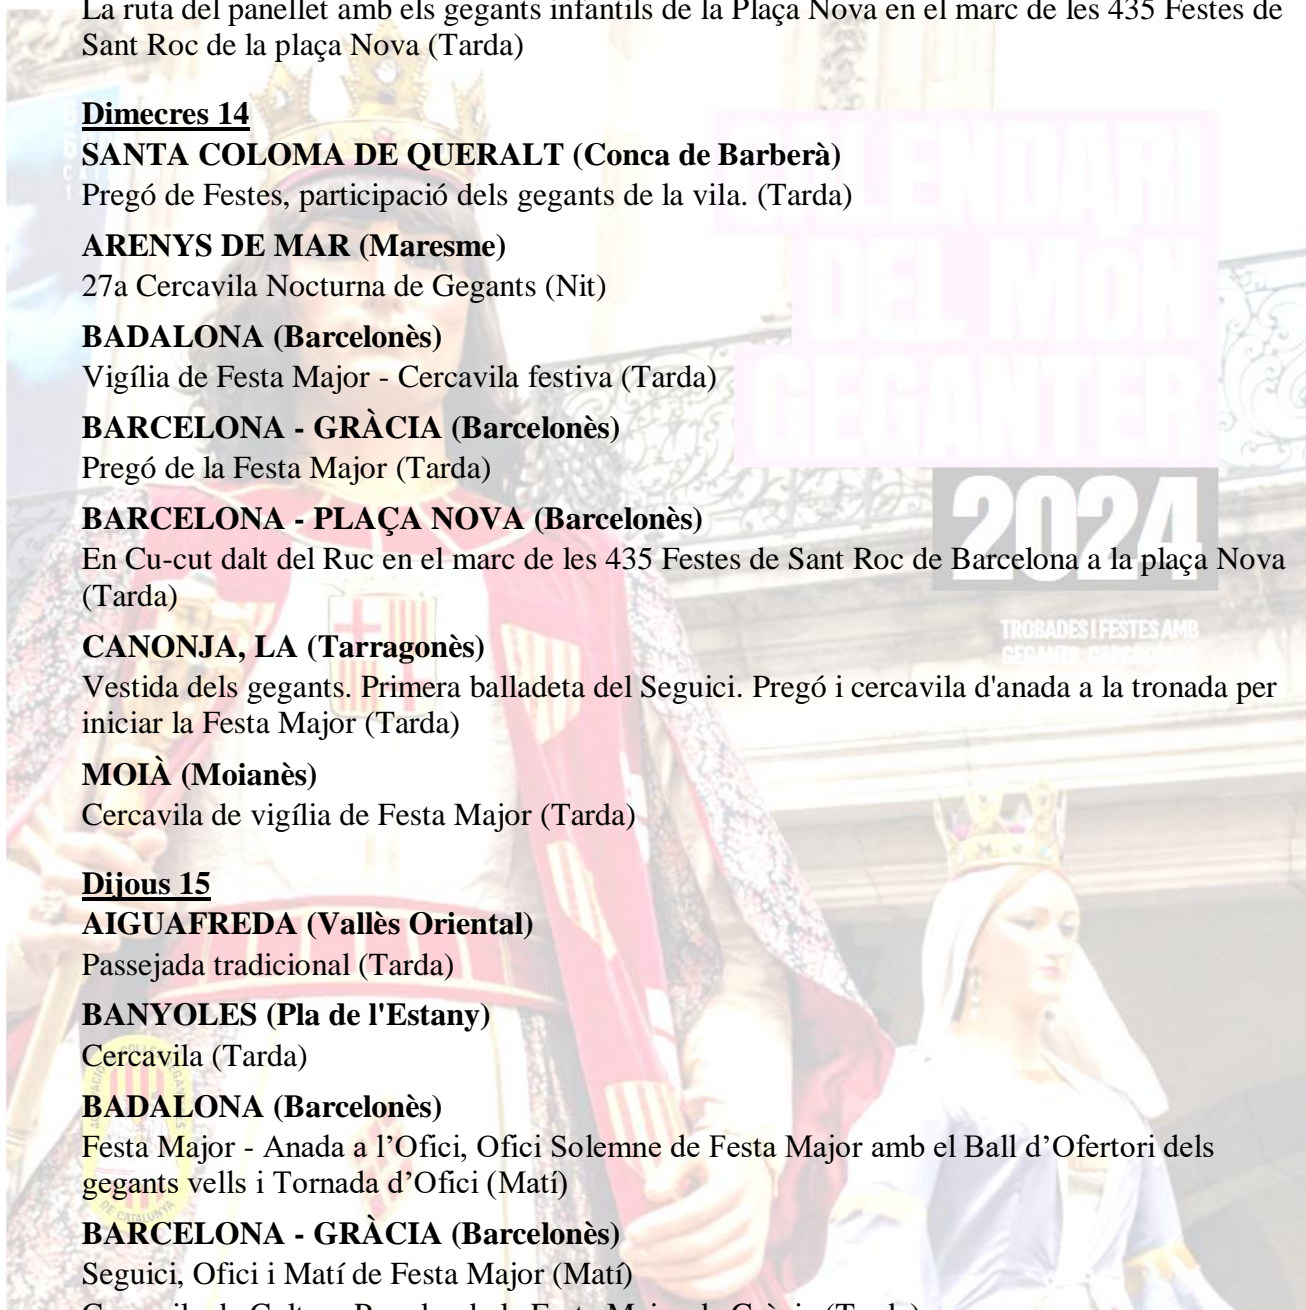 La ruta del panellet amb els gegants infantils de la Plaça Nova en el marc de les 435 Festes de
Sant Roc de la plaça Nova (Tarda)
Dimecres 14
SANTA COLOMA DE QUERALT (Conca de Barberà)
Pregó de Festes, participació dels gegants de la vila. (Tarda)
ARENYS DE MAR (Maresme)
27a Cercavila Nocturna de Gegants (Nit)
BADALONA (Barcelonès)
Vigília de Festa Major - Cercavila festiva (Tarda)
BARCELONA - GRÀCIA (Barcelonès)
Pregó de la Festa Major (Tarda)
BARCELONA - PLAÇA NOVA (Barcelonès)
En Cu-cut dalt del Ruc en el marc de les 435 Festes de Sant Roc de Barcelona a la plaça Nova
(Tarda)
CANONJA, LA (Tarragonès)
Vestida dels gegants. Primera balladeta del Seguici. Pregó i cercavila d'anada a la tronada per
iniciar la Festa Major (Tarda)
MOIÀ (Moianès)
Cercavila de vigília de Festa Major (Tarda)
Dijous 15
AIGUAFREDA (Vallès Oriental)
Passejada tradicional (Tarda)
BANYOLES (Pla de l'Estany)
Cercavila (Tarda)
BADALONA (Barcelonès)
Festa Major - Anada a l’Ofici, Ofici Solemne de Festa Major amb el Ball d’Ofertori dels
gegants vells i Tornada d’Ofici (Matí)
BARCELONA - GRÀCIA (Barcelonès)
Seguici, Ofici i Matí de Festa Major (Matí)
CALENDARI
DEL MÓN
GEGANTER
2024
TROBADES I FESTES AMB
GEGANTS, CAPGROSSOS
DE CATALUNYA